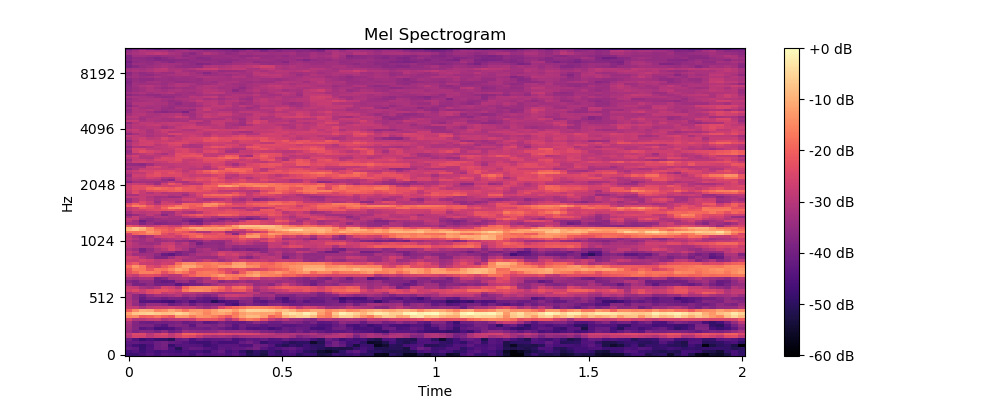 Mel Spectrogram
8192
4096
2048
1024
512
0
Hz
0
0.5
1
1.5
2
Time
+0 dB
-10 dB
-20 dB
-30 dB
-40 dB
-50 dB
-60 dB